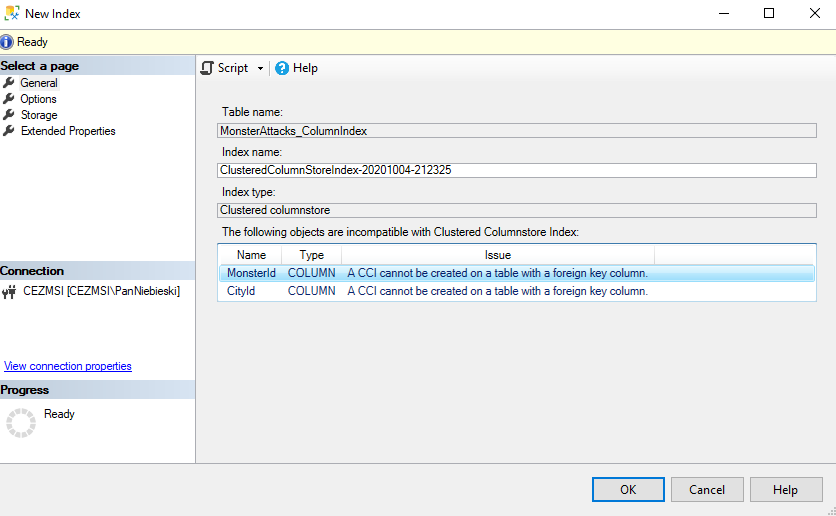 New Index
Ready
Select a page
General
Options
Storage
Extended Properties
Connection
CEZMSI [CEZMSI\PanNiebieski]
View connection properties
Progress
Ready
Script Help
Table name:
MonsterAttacks_ColumnIndex
Index name:
ClusteredColumnStoreIndex-20201004-212325
Index type:
Clustered columnstore
The following objects are incompatible with Clustered Columnstore Index:
Name Type Issue
MonsterId COLUMN A CCI cannot be created on a table with a foreign key column.
CityId COLUMN A CCI cannot be created on a table with a foreign key column.
OK Cancel Help